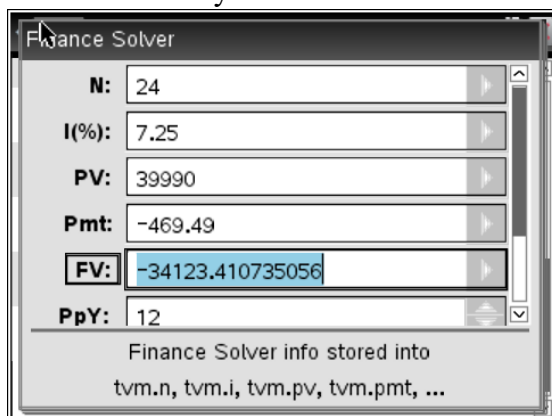 Finance Solver
N: 24
I(%): 7.25
PV: 39990
Pmt: -469.49
FV: -34123.410735056
PpY: 12
Finance Solver info stored into
tvm.n, tvm.i, tvm.pv, tvm.pmt, ...